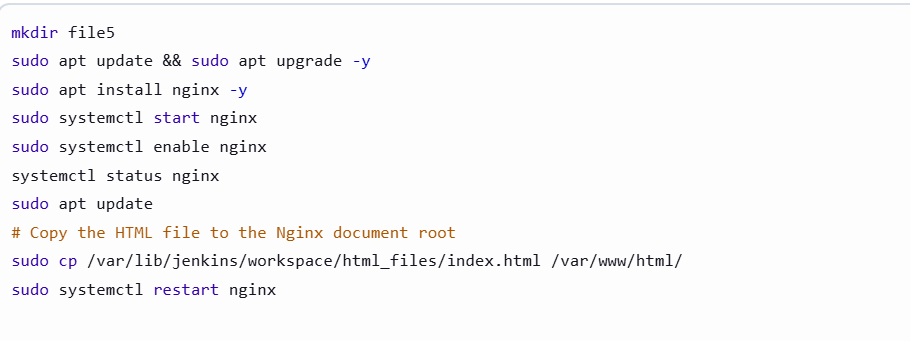 mkdir file5
sudo apt update && sudo apt upgrade -y
sudo apt install nginx -y
sudo systemctl start nginx
sudo systemctl enable nginx
systemctl status nginx
sudo apt update
# Copy the HTML file to the Nginx document root
sudo cp /var/lib/jenkins/workspace/html_files/index.html /var/www/html/
sudo systemctl restart nginx